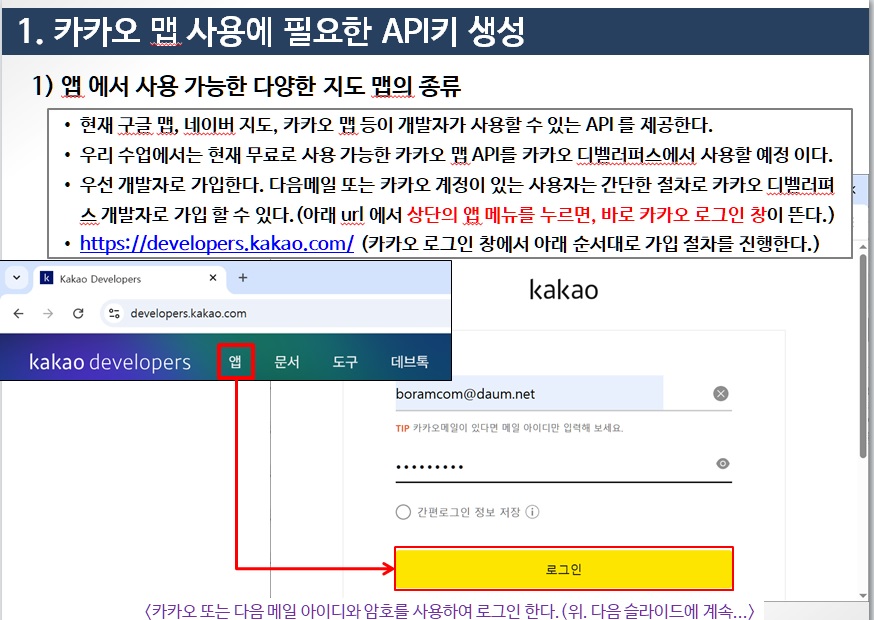 1. 카카오 맵 사용에 필요한 API키 생성
1) 앱 에서 사용 가능한 다양한 지도 맵의 종류
• 현재 구글 맵, 네이버 지도, 카카오 맵 등이 개발자가 사용할 수 있는 API 를 제공한다.
• 우리 수업에서는 현재 무료로 사용 가능한 카카오 맵 API를 카카오 디벨러퍼스에서 사용할 예정 이다.
• 우선 개발자로 가입한다. 다음메일 또는 카카오 계정이 있는 사용자는 간단한 절차로 카카오 디벨러펴
스 개발자로 가입 할 수 있다. (아래 url 에서 상단의 앱 메뉴를 누르면, 바로 카카오 로그인 창이 뜬다.)
• https://developers.kakao.com/ (카카오 로그인 창에서 아래 순서대로 가입 절차를 진행한다.)
Kakao Developers
developers.kakao.com
kakao developers 앱 문서 도구 데브톡
kakao
boramcom@daum.net
TIP 카카오메일이 있다면 메일 아이디만 입력해 보세요.
간편로그인 정보 저장
로그인
〈카카오 또는 다음 메일 아이디와 암호를 사용하여 로그인 한다. (위. 다음 슬라이드에 계속...〉